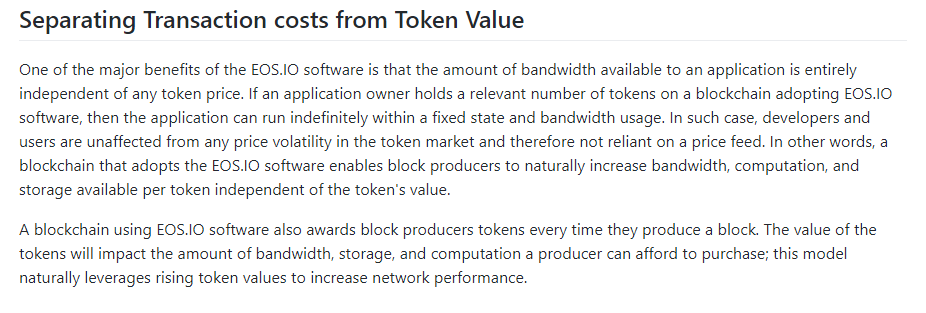 Separating Transaction costs from Token Value
One of the major benefits of the EOS.IO software is that the amount of bandwidth available to an application is entirely
independent of any token price. If an application owner holds a relevant number of tokens on a blockchain adopting EOS.IO
software, then the application can run indefinitely within a fixed state and bandwidth usage. In such case, developers and
users are unaffected from any price volatility in the token market and therefore not reliant on a price feed. In other words, a
blockchain that adopts the EOS.IO software enables block producers to naturally increase bandwidth, computation, and
storage available per token independent of the token's value.
A blockchain using EOS.IO software also awards block producers tokens every time they produce a block. The value of the
tokens will impact the amount of bandwidth, storage, and computation a producer can afford to purchase; this model
naturally leverages rising token values to increase network performance.